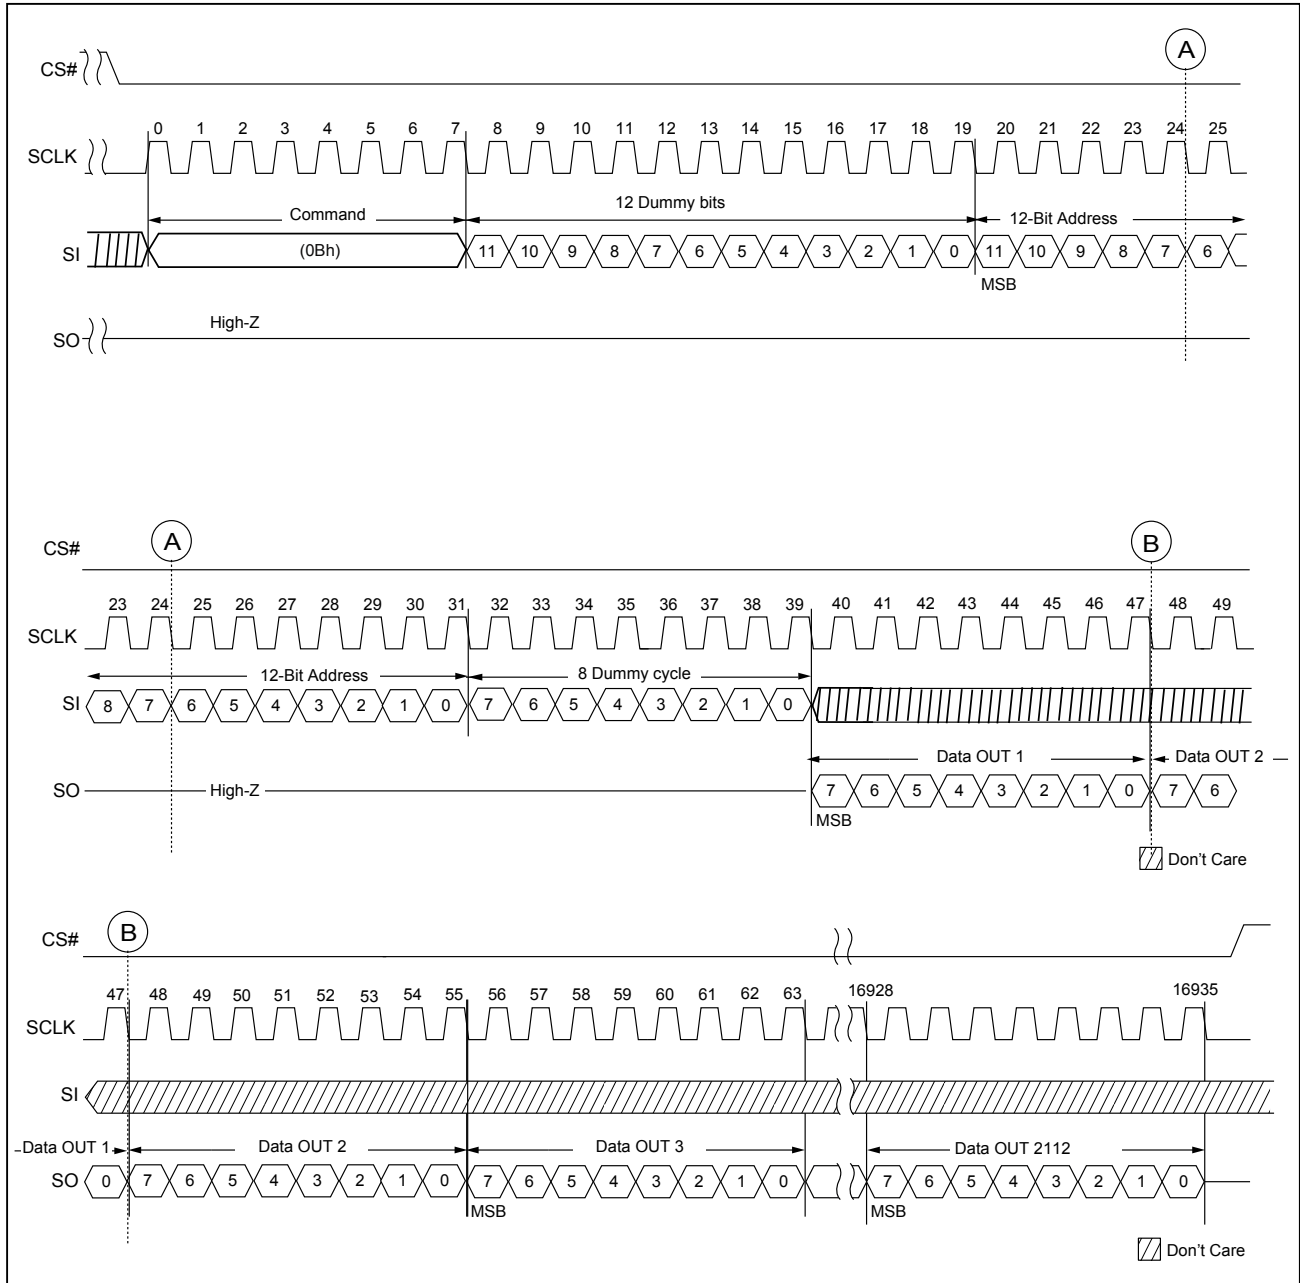 A
CS#
0 1 2 3 4 5 6 7 8 9 10 11 12 13 14 15 16 17 18 19 20 21 22 23 24 25
SCLK
Command 12 Dummy bits 12-Bit Address
SI (0Bh) 11 10 9 8 7 6 5 4 3 2 1 0 11 10 9 8 7 6
MSB
High-Z
SO
A B
CS#
23 24 25 26 27 28 29 30 31 32 33 34 35 36 37 38 39 40 41 42 43 44 45 46 47 48 49
SCLK
12-Bit Address 8 Dummy cycle
SI 8 7 6 5 4 3 2 1 0 7 6 5 4 3 2 1 0
Data OUT 1 Data OUT 2
SO High-Z 7 6 5 4 3 2 1 0 7 6
MSB
Don't Care
B
CS#
47 48 49 50 51 52 53 54 55 56 57 58 59 60 61 62 63 16928 16935
SCLK
SI
Data OUT 1 Data OUT 2 Data OUT 3 Data OUT 2112
SO 0 7 6 5 4 3 2 1 0 7 6 5 4 3 2 1 0 7 6 5 4 3 2 1 0
MSB MSB
Don't Care